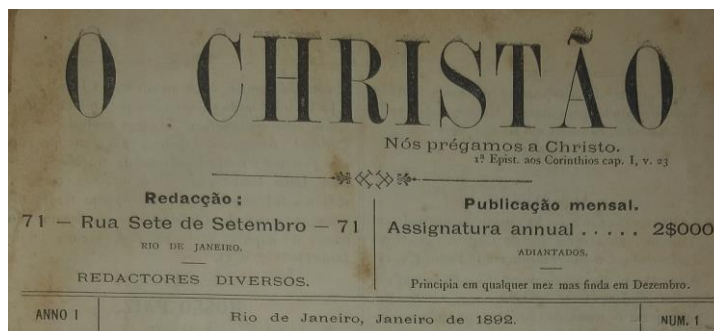 O CHRISTÃO
Nós prégamos a Christo.
1ª Epist. aos Corinthios cap. I, v. 23
Redacção:
71 — Rua Sete de Setembro — 71
RIO DE JANEIRO.
REDACTORES DIVERSOS.
Publicação mensal.
Assignatura annual ..... 2$000
ADIANTADOS.
Principia em qualquer mez mas finda em Dezembro.
ANNO I
Rio de Janeiro, Janeiro de 1892.
NUM. 1